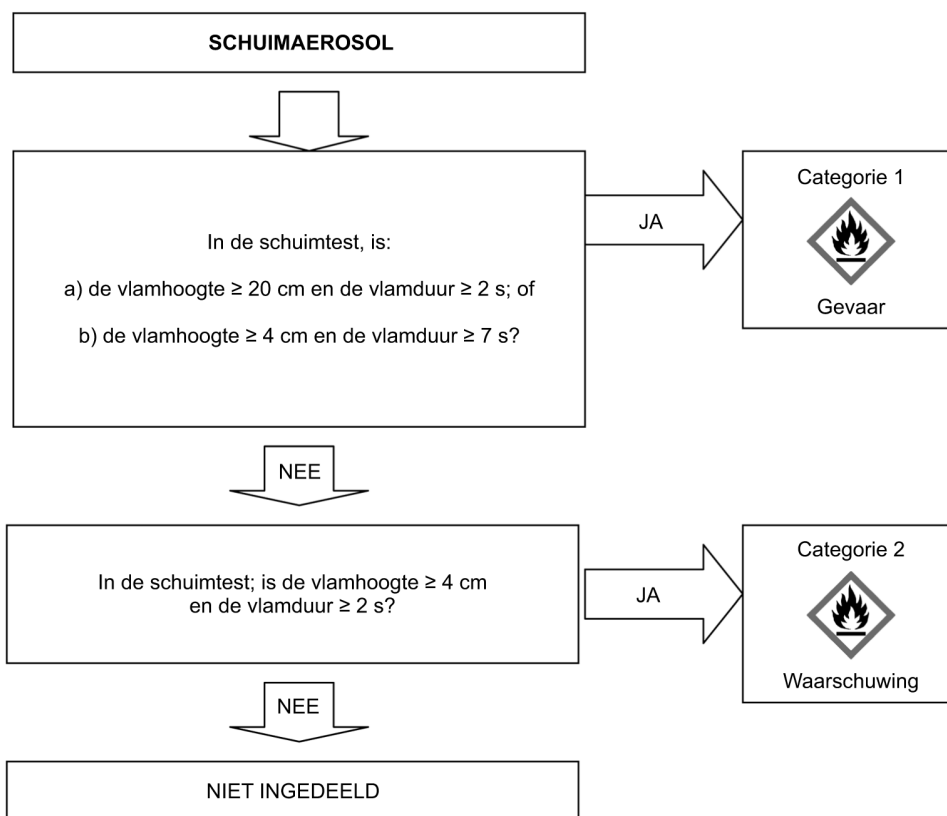 SCHUIMAEROSOL
In de schuimtest, is:
a) de vlamhoogte ≥ 20 cm en de vlamduur ≥ 2 s; of
b) de vlamhoogte ≥ 4 cm en de vlamduur ≥ 7 s?
JA
Categorie 1
Gevaar
NEE
In de schuimtest; is de vlamhoogte ≥ 4 cm
en de vlamduur ≥ 2 s?
JA
Categorie 2
Waarschuwing
NEE
NIET INGEDEELD